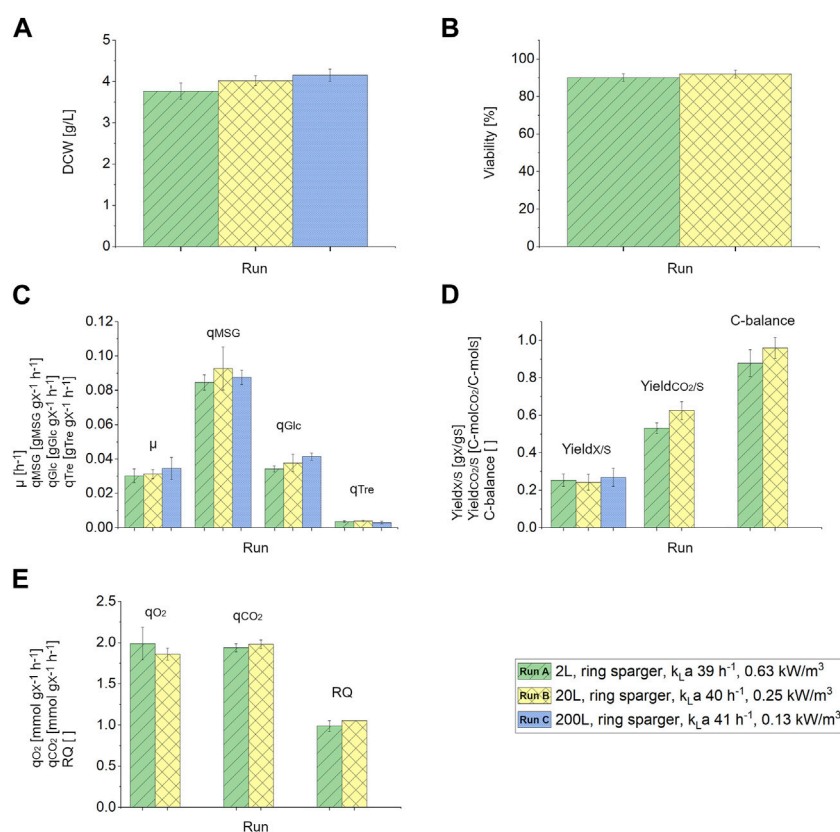 A
DCW [g/L]
5
4
3
2
1
0
Run
B
Viability [%]
100
80
60
40
20
0
Run
C
µ [h-1]
qMSG [gMSG gX-1 h-1]
qGlc [gGlc gX-1 h-1]
qTre [gTre gX-1 h-1]
0.12
0.10
0.08
0.06
0.04
0.02
0.00
µ
qMSG
qGlc
qTre
Run
D
YieldX/S [gX/gS]
YieldCO2/S [C-molCO2/C-mols]
C-balance [ ]
1.0
0.8
0.6
0.4
0.2
0.0
YieldX/S
YieldCO2/S
C-balance
Run
E
qO2 [mmol gX-1 h-1]
qCO2 [mmol gX-1 h-1]
RQ [ ]
2.5
2.0
1.5
1.0
0.5
0.0
qO2
qCO2
RQ
Run
Run A 2L, ring sparger, kLa 39 h-1, 0.63 kW/m3
Run B 20L, ring sparger, kLa 40 h-1, 0.25 kW/m3
Run C 200L, ring sparger, kLa 41 h-1, 0.13 kW/m3